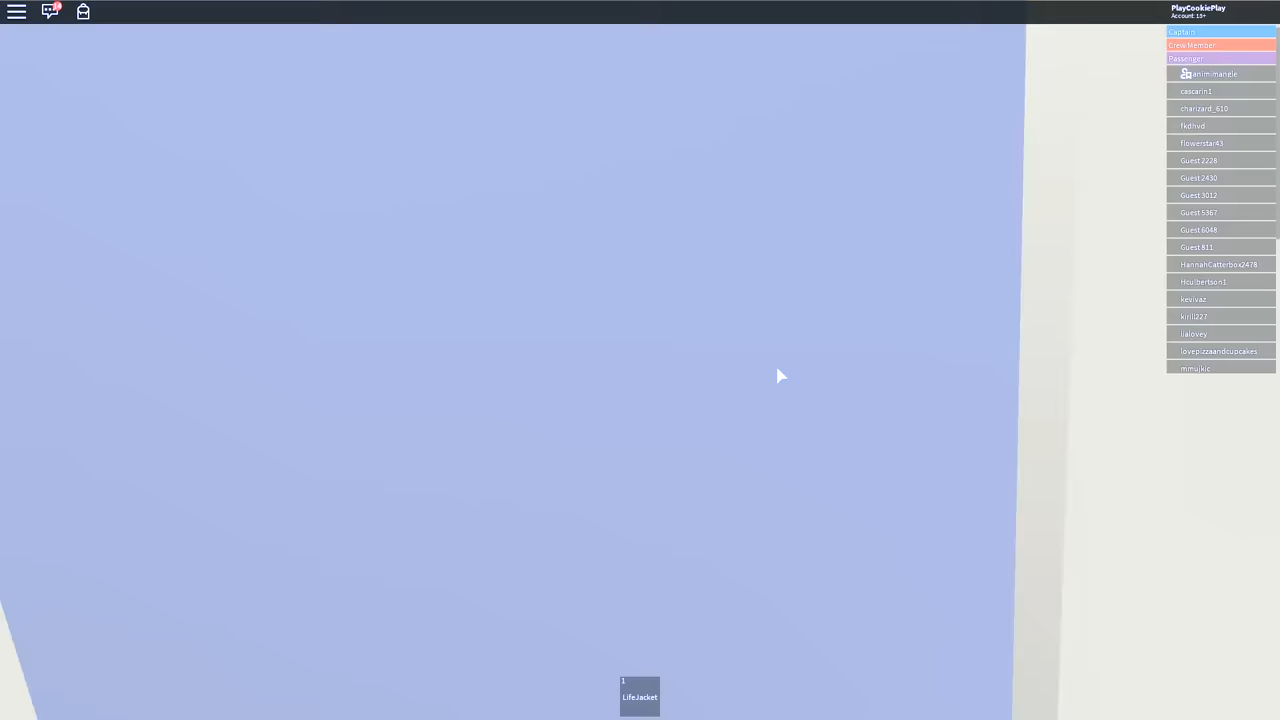 PlayCookiePlay
Account: 13+
Captain
Crew Member
Passenger
animimangle
cascarin1
charizard_610
fkdhvd
flowerstar43
Guest 2228
Guest 2430
Guest 3012
Guest 5367
Guest 6048
Guest 811
HannahCatterbox2478
Hculbertson1
kevivaz
kirill227
lialovey
lovepizzaandcupcakes
mmujkic
1
LifeJacket